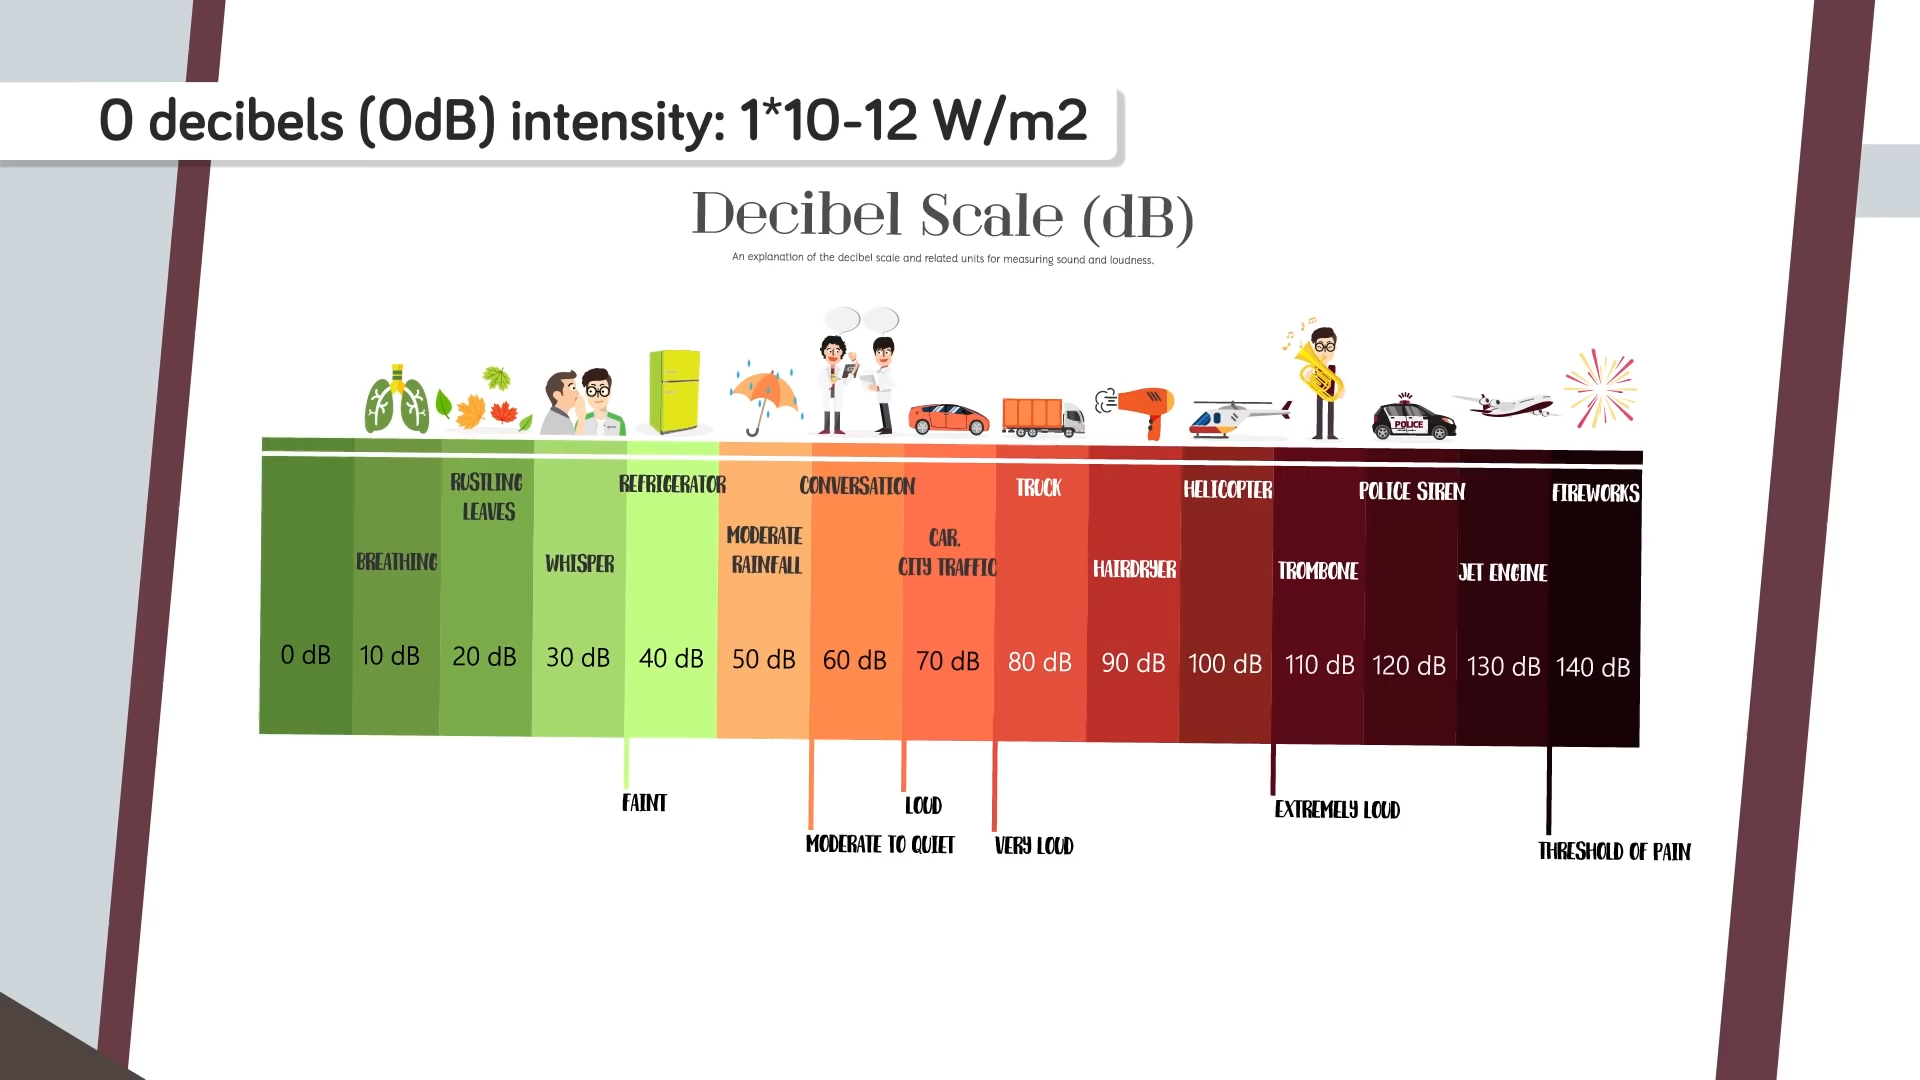 0 decibels (0dB) intensity: 1*10-12 W/m2
Decibel Scale (dB)
An explanation of the decibel scale and related units for measuring sound and loudness.
POLICE
RUSTLING
LEAVES
REFRIGERATOR
CONVERSATION
TRUCK
HELICOPTER
POLICE SIREN
FIREWORKS
BREATHING
WHISPER
MODERATE
RAINFALL
CAR.
CITY TRAFFIC
HAIRDRYER
TROMBONE
JET ENGINE
0 dB
10 dB
20 dB
30 dB
40 dB
50 dB
60 dB
70 dB
80 dB
90 dB
100 dB
110 dB
120 dB
130 dB
140 dB
FAINT
MODERATE TO QUIET
LOUD
VERY LOUD
EXTREMELY LOUD
THRESHOLD OF PAIN